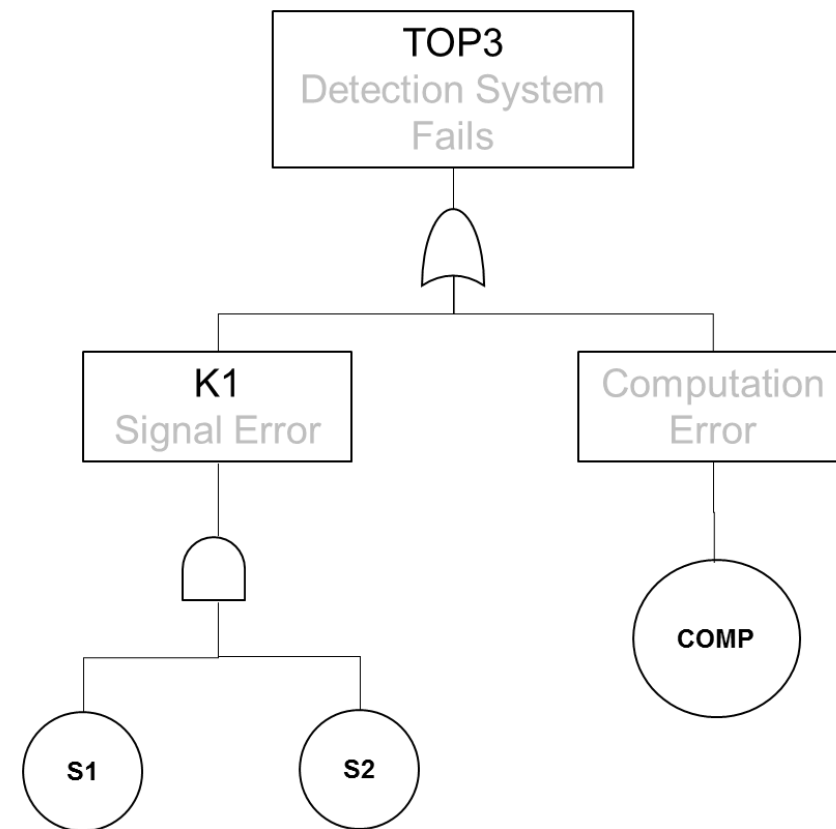 TOP3
Detection System
Fails
K1
Signal Error
Computation
Error
COMP
S1
S2